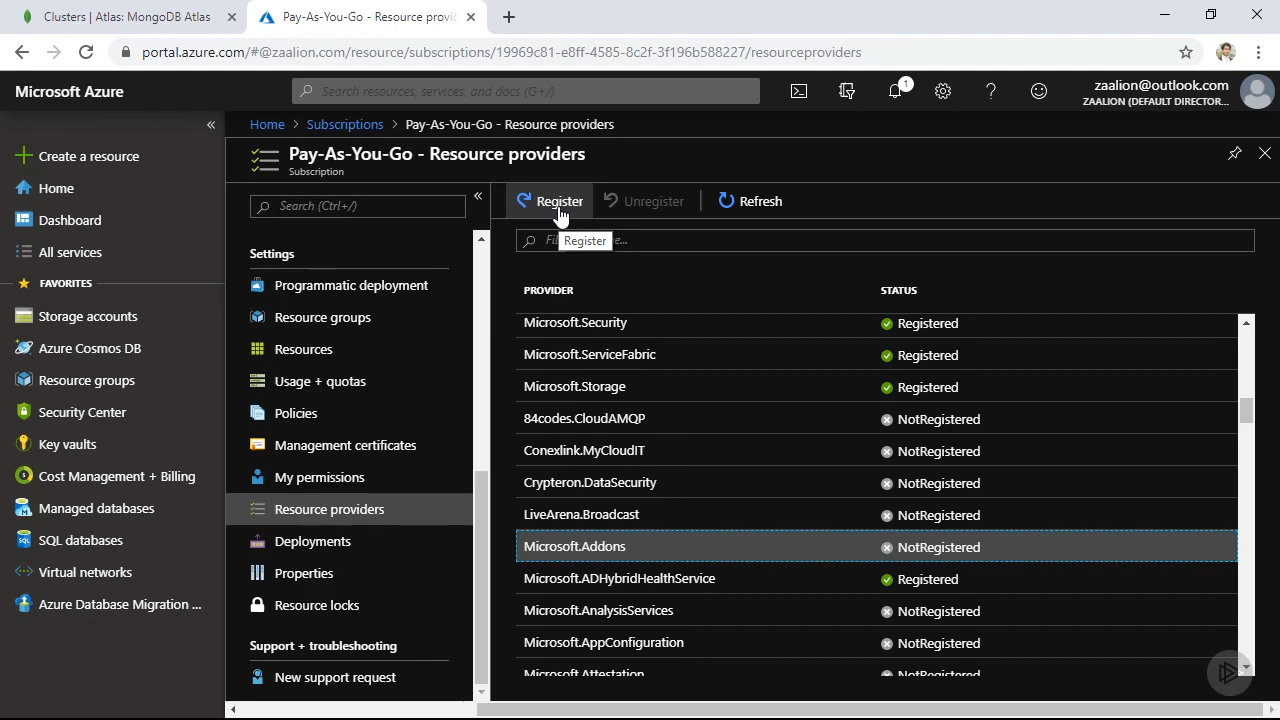 Clusters | Atlas: MongoDB Atlas
Pay-As-You-Go - Resource provid
portal.azure.com/#@zaalion.com/resource/subscriptions/19969c81-e8ff-4585-8c2f-3f196b588227/resourceproviders
Microsoft Azure
Search resources, services, and docs (G+/)
1
zaalion@outlook.com
ZAALION (DEFAULT DIRECTOR...
Home > Subscriptions > Pay-As-You-Go - Resource providers
Pay-As-You-Go - Resource providers
Subscription
Create a resource
Home
Dashboard
All services
FAVORITES
Storage accounts
Azure Cosmos DB
Resource groups
Security Center
Key vaults
Cost Management + Billing
Managed databases
SQL databases
Virtual networks
Azure Database Migration ...
Search (Ctrl+/)
Settings
Programmatic deployment
Resource groups
Resources
Usage + quotas
Policies
Management certificates
My permissions
Resource providers
Deployments
Properties
Resource locks
Support + troubleshooting
New support request
Register
Unregister
Refresh
Register
PROVIDER STATUS
Microsoft.Security Registered
Microsoft.ServiceFabric Registered
Microsoft.Storage Registered
84codes.CloudAMQP NotRegistered
Conexlink.MyCloudIT NotRegistered
Crypteron.DataSecurity NotRegistered
LiveArena.Broadcast NotRegistered
Microsoft.Addons NotRegistered
Microsoft.ADHybridHealthService Registered
Microsoft.AnalysisServices NotRegistered
Microsoft.AppConfiguration NotRegistered
Microsoft.Attestation NotRegistered